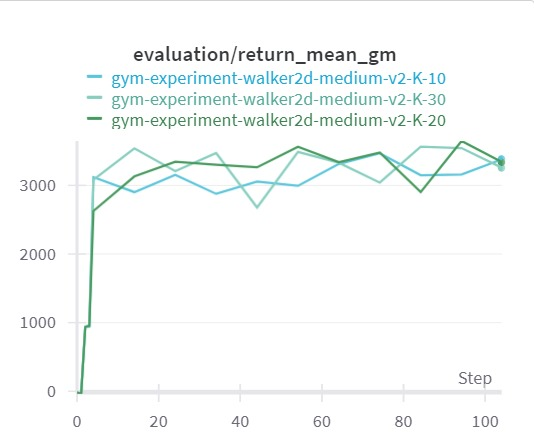 evaluation/return_mean_gm
gym-experiment-walker2d-medium-v2-K-10
gym-experiment-walker2d-medium-v2-K-30
gym-experiment-walker2d-medium-v2-K-20
3000
2000
1000
Step
0
0 20 40 60 80 100